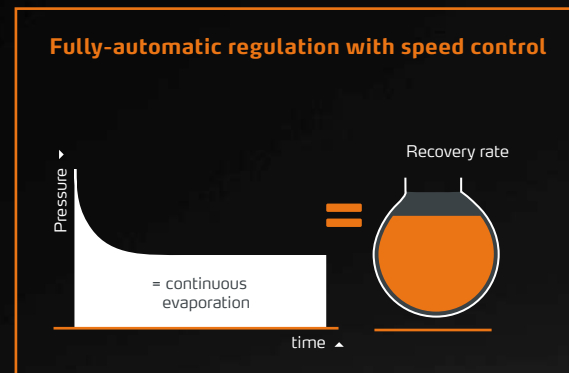 Fully-automatic regulation with speed control
Recovery rate
Pressure
= continuous
evaporation
time